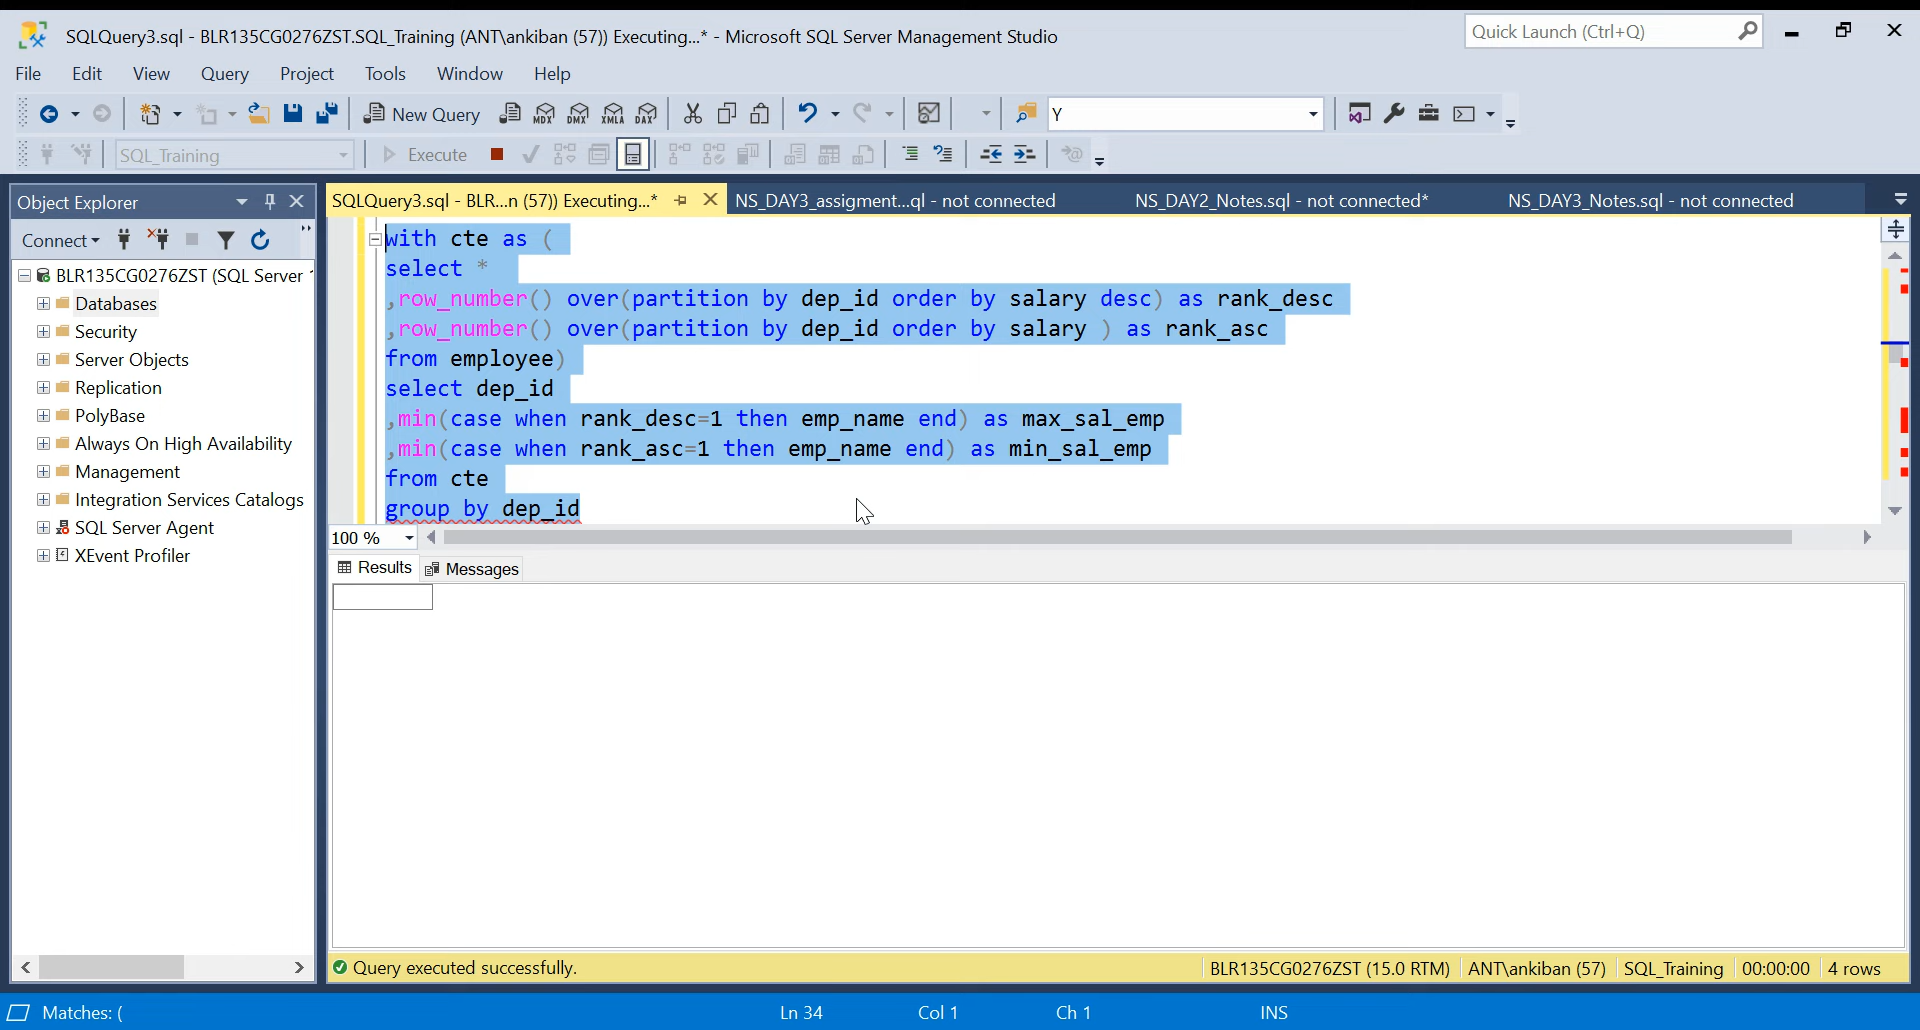 SQLQuery3.sql - BLR135CG0276ZST.SQL_Training (ANT\ankiban (57)) Executing...* - Microsoft SQL Server Management Studio
Quick Launch (Ctrl+Q)
File Edit View Query Project Tools Window Help
New Query MDX DMX XMLA DAX Y
SQL_Training Execute
Object Explorer
SQLQuery3.sql - BLR...n (57)) Executing...* NS_DAY3_assigment...ql - not connected NS_DAY2_Notes.sql - not connected* NS_DAY3_Notes.sql - not connected
Connect
BLR135CG0276ZST (SQL Server 1
Databases
Security
Server Objects
Replication
PolyBase
Always On High Availability
Management
Integration Services Catalogs
SQL Server Agent
XEvent Profiler
with cte as (
select *
,row_number() over(partition by dep_id order by salary desc) as rank_desc
,row_number() over(partition by dep_id order by salary ) as rank_asc
from employee)
select dep_id
,min(case when rank_desc=1 then emp_name end) as max_sal_emp
,min(case when rank_asc=1 then emp_name end) as min_sal_emp
from cte
group by dep_id
100 %
Results Messages
Query executed successfully. BLR135CG0276ZST (15.0 RTM) ANT\ankiban (57) SQL_Training 00:00:00 4 rows
Matches: ( Ln 34 Col 1 Ch 1 INS